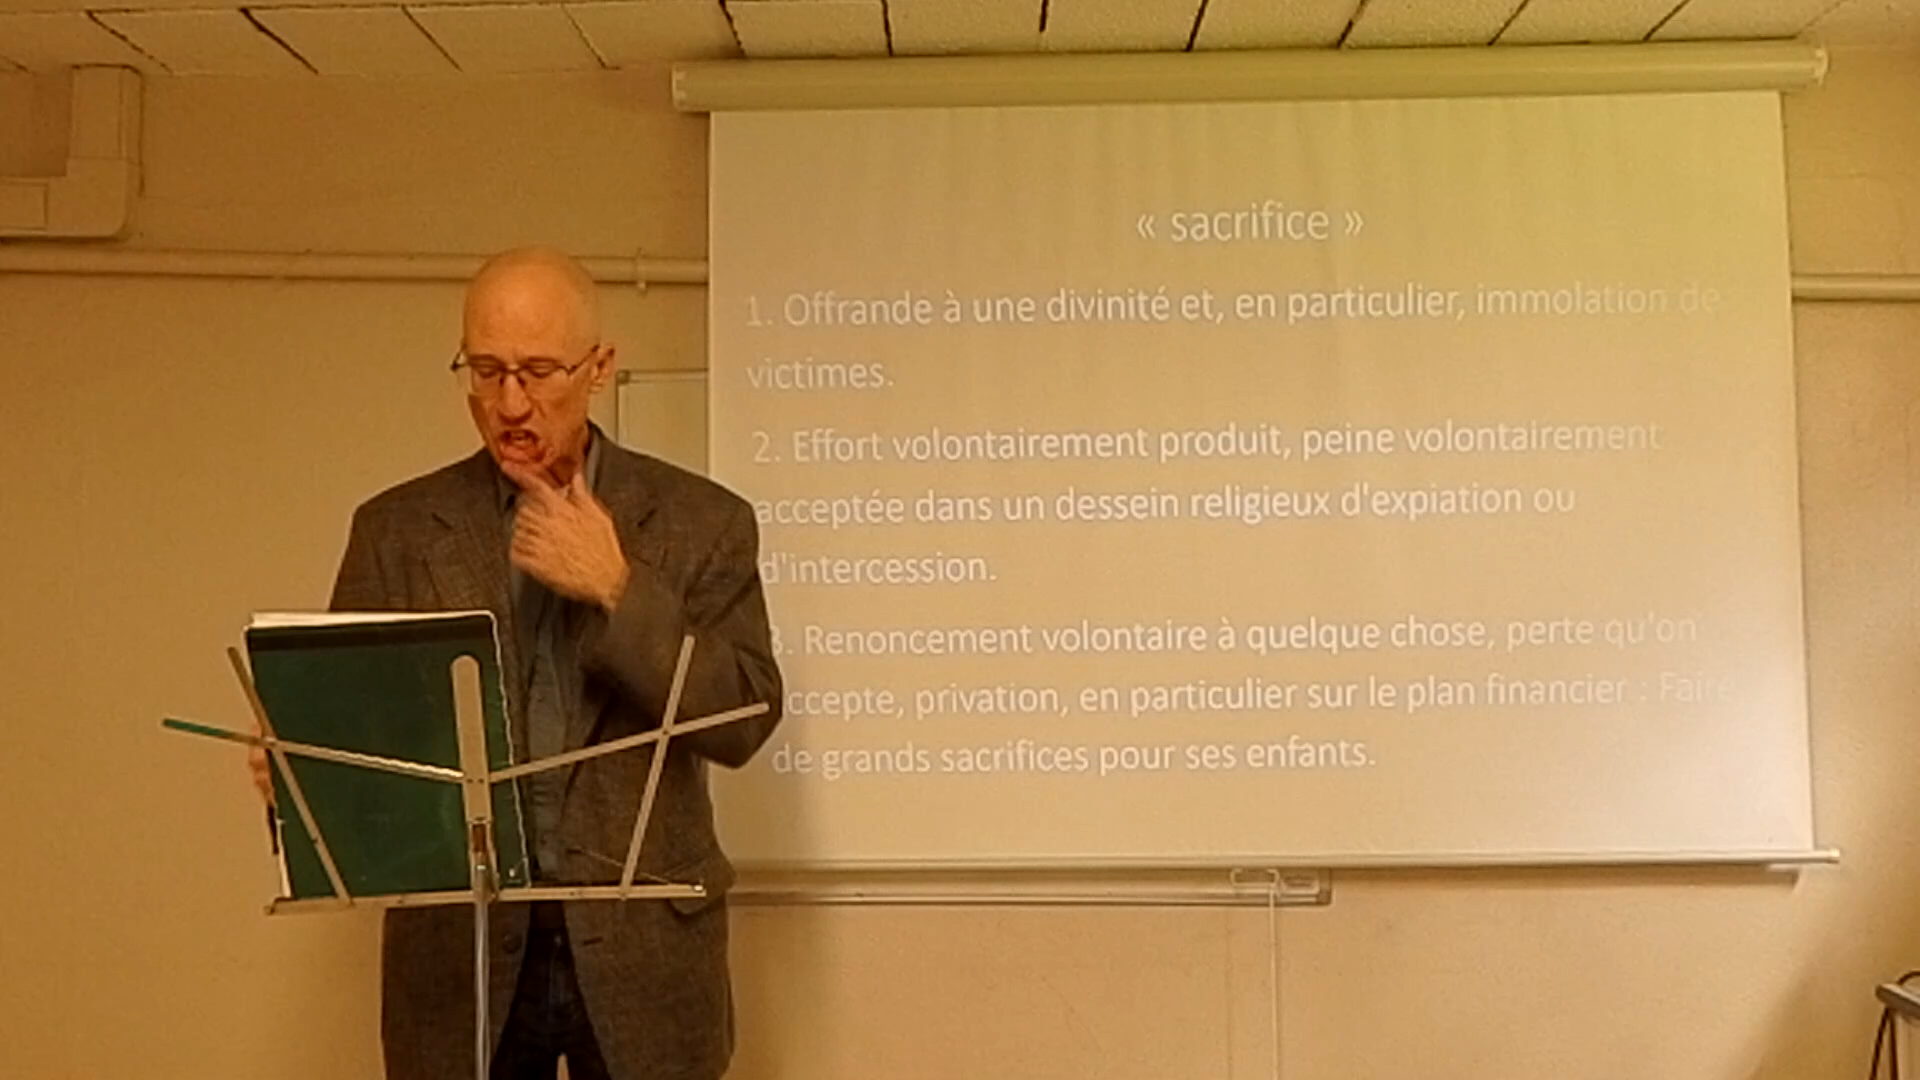 « sacrifice »
1. Offrande à une divinité et, en particulier, immolation de
victimes.
2. Effort volontairement produit, peine volontairement
acceptée dans un dessein religieux d'expiation ou
d'intercession.
3. Renoncement volontaire à quelque chose, perte qu'on
ccepte, privation, en particulier sur le plan financier : Faire
de grands sacrifices pour ses enfants.